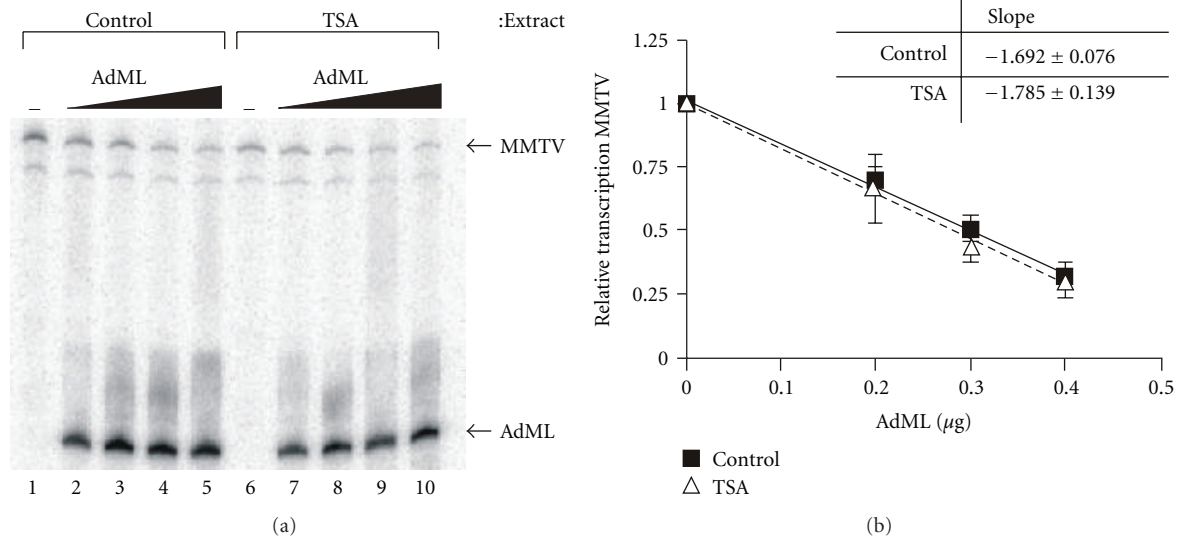 Control TSA :Extract
AdML AdML
– –
MMTV
AdML
1 2 3 4 5 6 7 8 9 10
(a)
Slope
Control −1.692 ± 0.076
TSA −1.785 ± 0.139
Relative transcription MMTV
1.25
1
0.75
0.5
0.25
0
0 0.1 0.2 0.3 0.4 0.5
AdML (μg)
Control
TSA
(b)